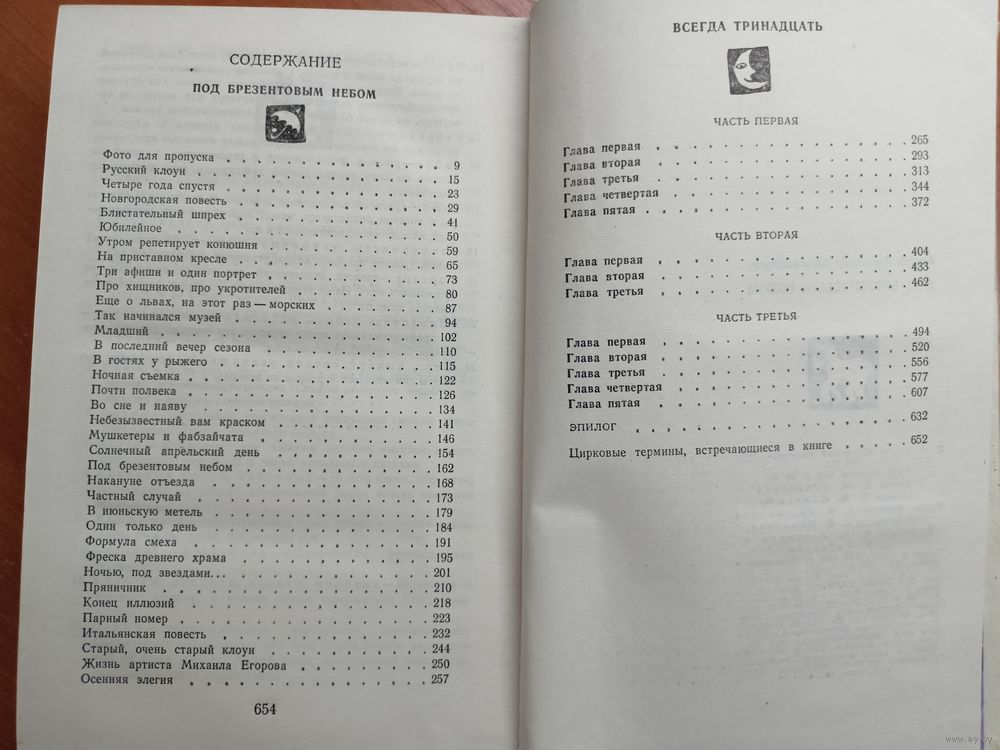 СОДЕРЖАНИЕ
ПОД БРЕЗЕНТОВЫМ НЕБОМ
Фото для пропуска . . . . . . . . . 9
Русский клоун . . . . . . . . . 15
Четыре года спустя . . . . . . . . . 23
Новгородская повесть . . . . . . . . . 29
Блистательный шпрех . . . . . . . . . 41
Юбилейное . . . . . . . . . 50
Утром репетирует конюшня . . . . . . . . . 59
На приставном кресле . . . . . . . . . 65
Три афиши и один портрет . . . . . . . . . 73
Про хищников, про укротителей . . . . . . . . . 80
Еще о львах, на этот раз — морских . . . . . . . . . 87
Так начинался музей . . . . . . . . . 94
Младший . . . . . . . . . 102
В последний вечер сезона . . . . . . . . . 110
В гостях у рыжего . . . . . . . . . 115
Ночная съемка . . . . . . . . . 122
Почти полвека . . . . . . . . . 126
Во сне и наяву . . . . . . . . . 134
Небезызвестный вам краском . . . . . . . . . 141
Мушкетеры и фабзайчата . . . . . . . . . 146
Солнечный апрельский день . . . . . . . . . 154
Под брезентовым небом . . . . . . . . . 162
Накануне отъезда . . . . . . . . . 168
Частный случай . . . . . . . . . 173
В июньскую метель . . . . . . . . . 179
Один только день . . . . . . . . . 184
Формула смеха . . . . . . . . . 191
Фреска древнего храма . . . . . . . . . 195
Ночью, под звездами... . . . . . . . . . 201
Пряничник . . . . . . . . . 210
Конец иллюзий . . . . . . . . . 218
Парный номер . . . . . . . . . 223
Итальянская повесть . . . . . . . . . 232
Старый, очень старый клоун . . . . . . . . . 244
Жизнь артиста Михаила Егорова . . . . . . . . . 250
Осенняя элегия . . . . . . . . . 257
654
ВСЕГДА ТРИНАДЦАТЬ
ЧАСТЬ ПЕРВАЯ
Глава первая . . . . . . . . . 265
Глава вторая . . . . . . . . . 293
Глава третья . . . . . . . . . 313
Глава четвертая . . . . . . . . . 344
Глава пятая . . . . . . . . . 372
ЧАСТЬ ВТОРАЯ
Глава первая . . . . . . . . . 404
Глава вторая . . . . . . . . . 433
Глава третья . . . . . . . . . 462
ЧАСТЬ ТРЕТЬЯ
Глава первая . . . . . . . . . 494
Глава вторая . . . . . . . . . 520
Глава третья . . . . . . . . . 556
Глава четвертая . . . . . . . . . 577
Глава пятая . . . . . . . . . 607
ЭПИЛОГ . . . . . . . . . 632
Цирковые термины, встречающиеся в книге . . . . . 652
www.ay.by